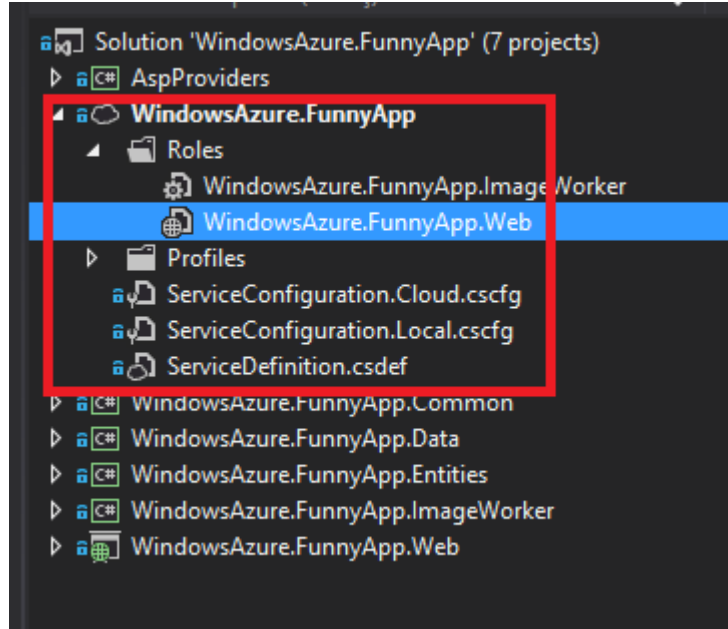 Solution 'WindowsAzure.FunnyApp' (7 projects)
C# AspProviders
WindowsAzure.FunnyApp
Roles
WindowsAzure.FunnyApp.ImageWorker
WindowsAzure.FunnyApp.Web
Profiles
ServiceConfiguration.Cloud.cscfg
ServiceConfiguration.Local.cscfg
ServiceDefinition.csdef
C# WindowsAzure.FunnyApp.Common
C# WindowsAzure.FunnyApp.Data
C# WindowsAzure.FunnyApp.Entities
C# WindowsAzure.FunnyApp.ImageWorker
WindowsAzure.FunnyApp.Web